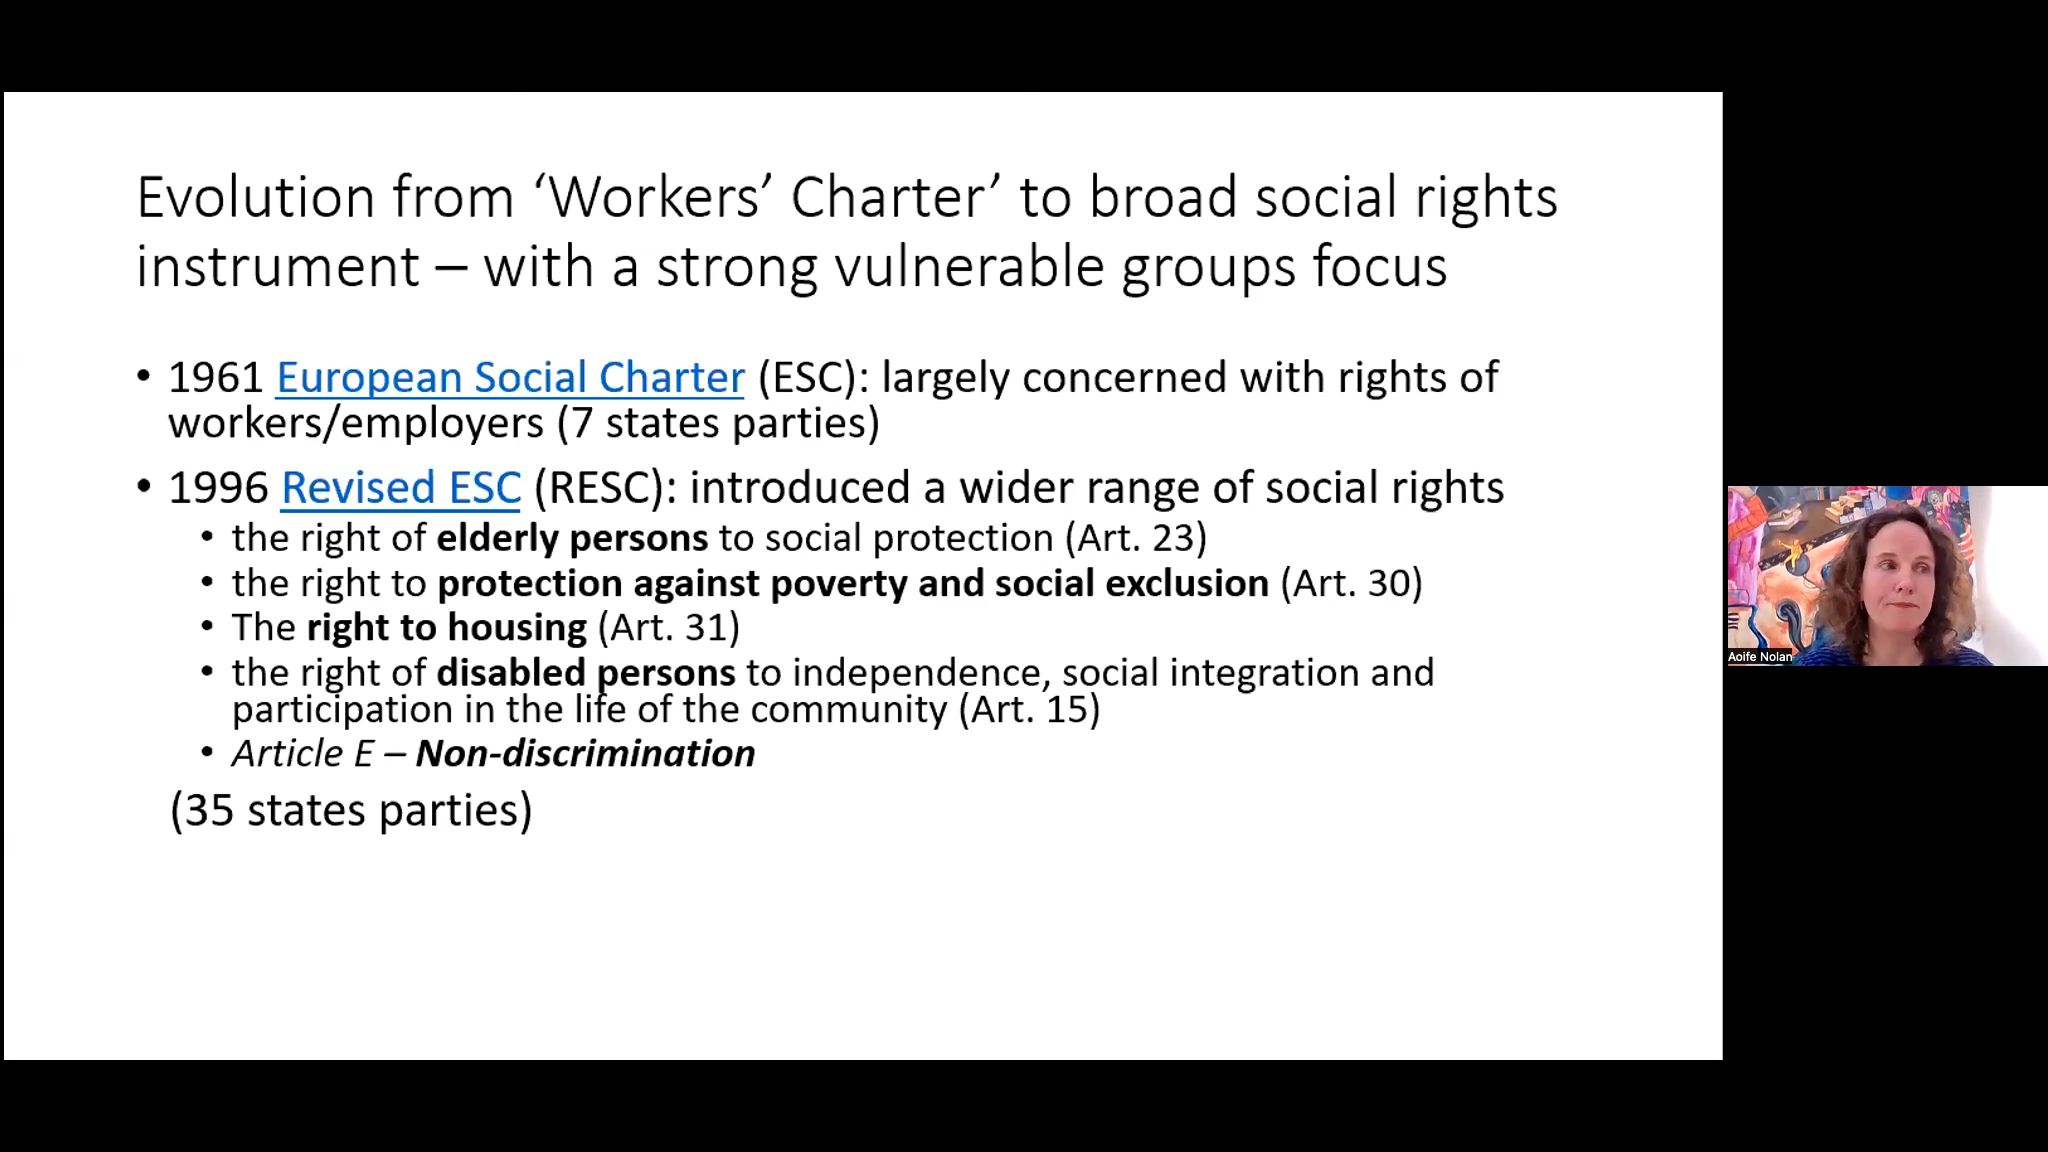 Evolution from ‘Workers’ Charter’ to broad social rights
instrument – with a strong vulnerable groups focus
• 1961 European Social Charter (ESC): largely concerned with rights of
workers/employers (7 states parties)
• 1996 Revised ESC (RESC): introduced a wider range of social rights
• the right of elderly persons to social protection (Art. 23)
• the right to protection against poverty and social exclusion (Art. 30)
• The right to housing (Art. 31)
• the right of disabled persons to independence, social integration and
participation in the life of the community (Art. 15)
• Article E – Non-discrimination
(35 states parties)
Aoife Nolan